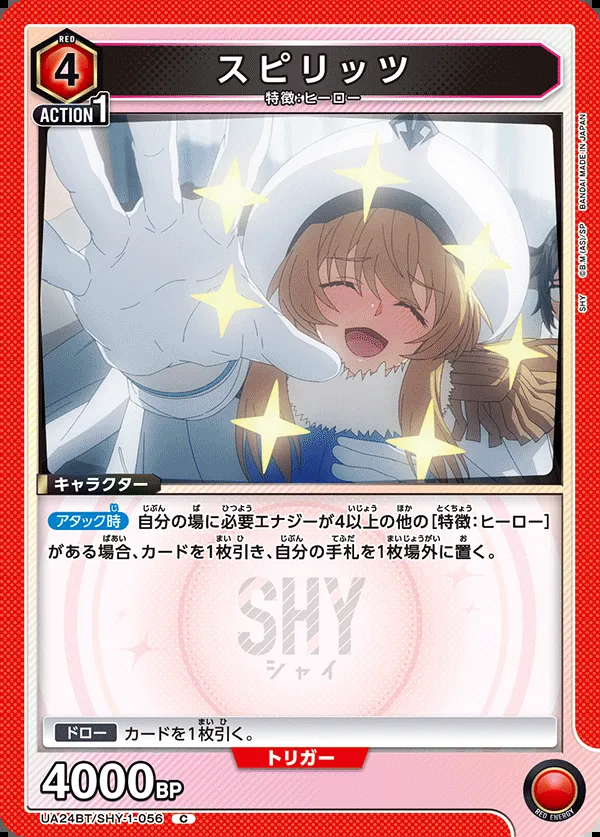 RED
4
スピリッツ
特徴:ヒーロー
ACTION1
SHY ©B.M(AS)/SP BANDAI MADE IN JAPAN
キャラクター
アタック時 自分の場に必要エナジーが4以上の他の[特徴:ヒーロー]
がある場合、カードを1枚引き、自分の手札を1枚場外に置く。
SHY
シャイ
ドロー カードを1枚引く。
トリガー
4000BP
RED ENERGY
UA24BT/SHY-1-056 C